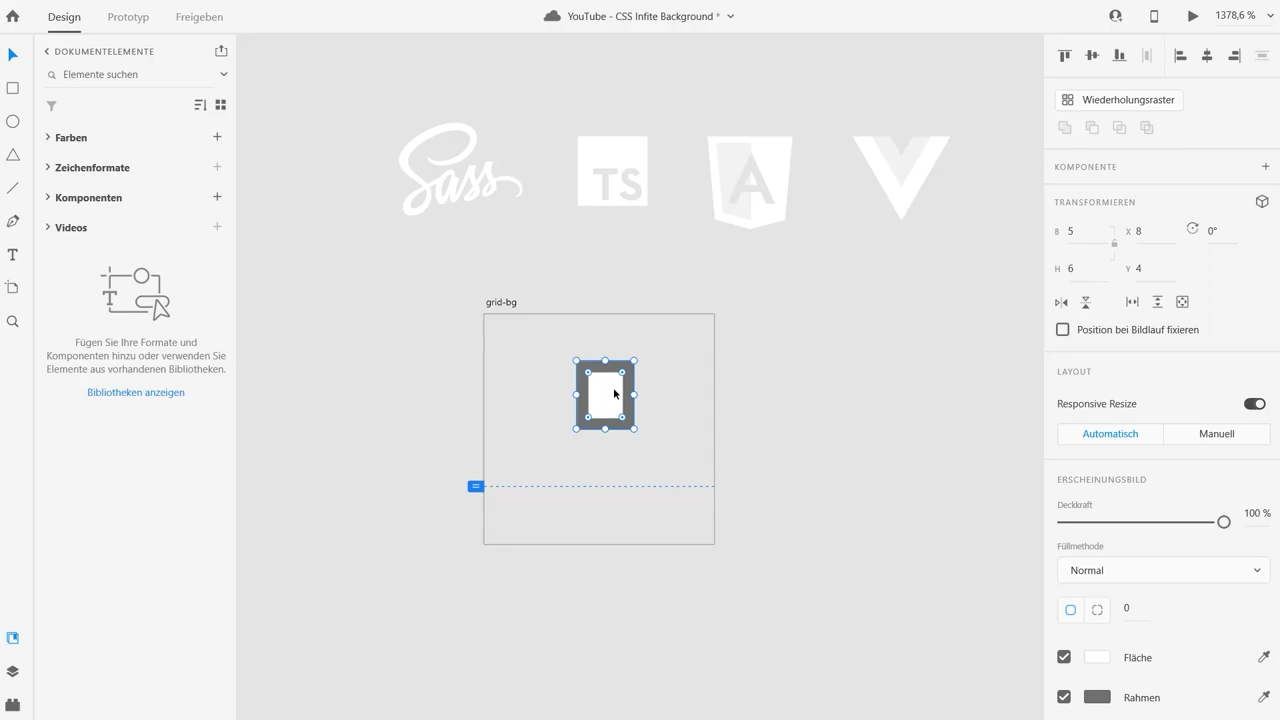 Design
Prototyp
Freigeben
YouTube - CSS Infite Background *
1378,6 %
DOKUMENTELEMENTE
Elemente suchen
Farben
Zeichenformate
Komponenten
Videos
T
Fügen Sie Ihre Formate und
Komponenten hinzu oder verwenden Sie
Elemente aus vorhandenen Bibliotheken.
Bibliotheken anzeigen
Sass
TS
A
grid-bg
Wiederholungsraster
KOMPONENTE
TRANSFORMIEREN
B 5 X 8 0°
H 6 Y 4
Position bei Bildlauf fixieren
LAYOUT
Responsive Resize
Automatisch Manuell
ERSCHEINUNGSBILD
Deckkraft
100 %
Füllmethode
Normal
0
Fläche
Rahmen